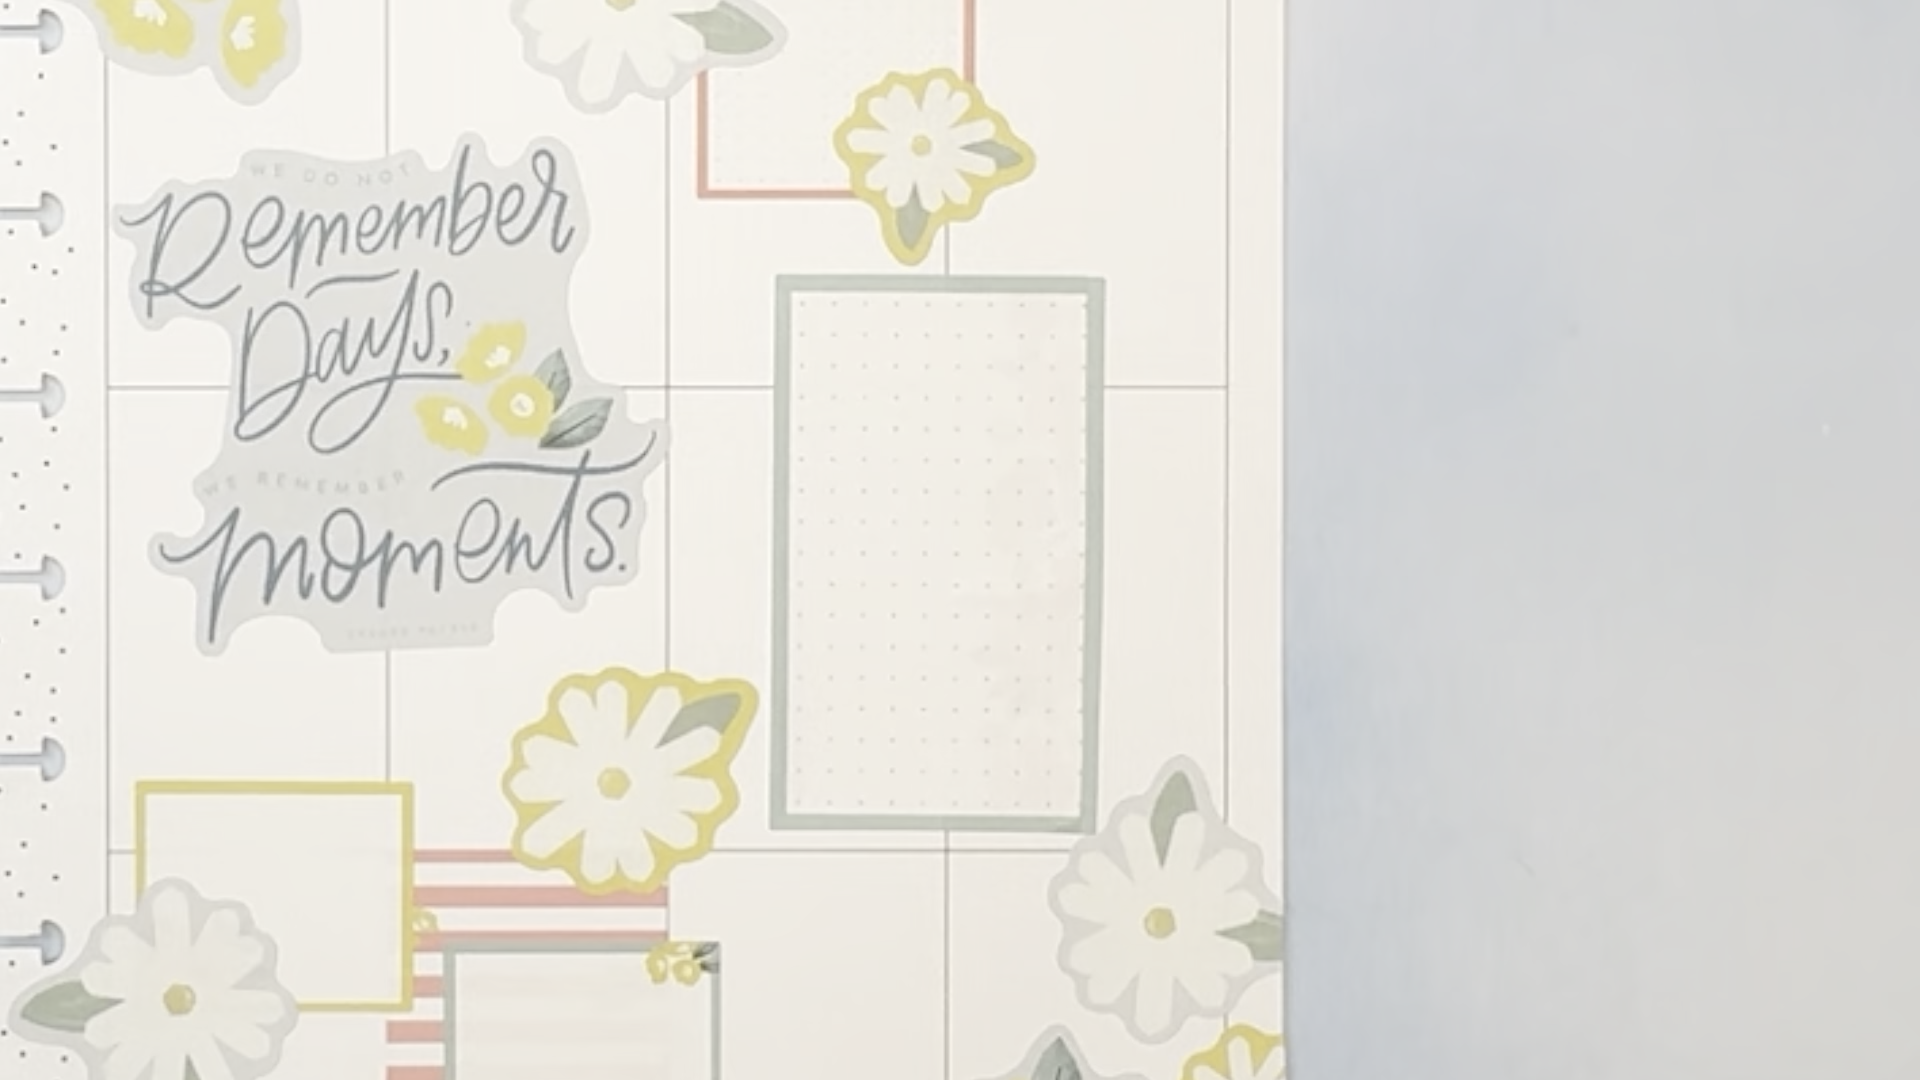 WE DO NOT
Remember
Days,
WE REMEMBER
moments.